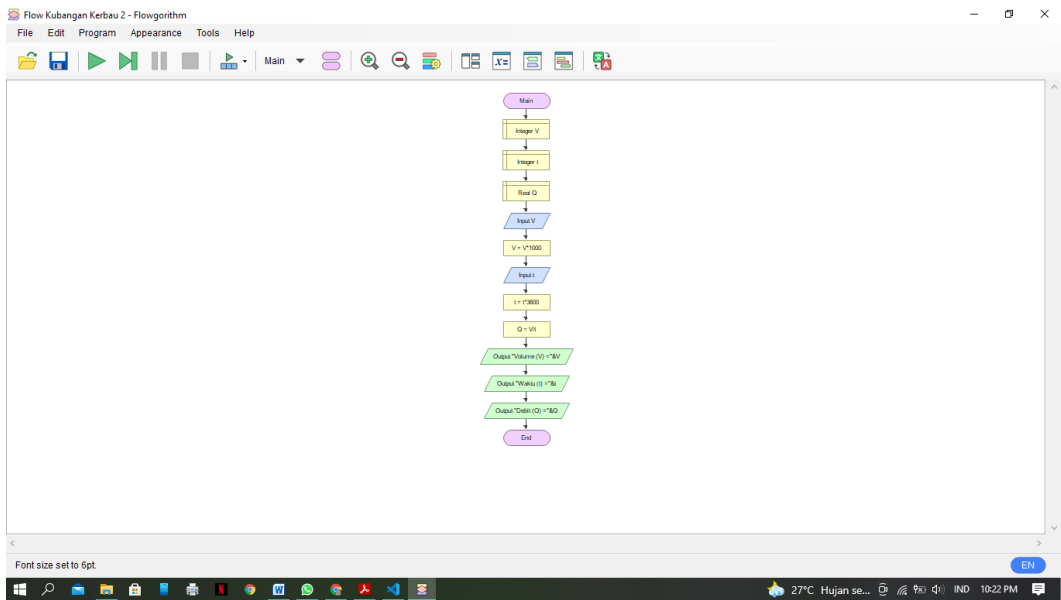 Flow Kubangan Kerbau 2 - Flowgorithm
File Edit Program Appearance Tools Help
Main
Main
Integer V
Integer t
Real Q
Input V
V = V*1000
Input t
t = t*3600
Q = V/t
Output "Volume (V) ="&V
Output "Waktu (t) ="&t
Output "Debit (Q) ="&Q
End
Font size set to 6pt.
EN
27°C Hujan se... IND 10:22 PM